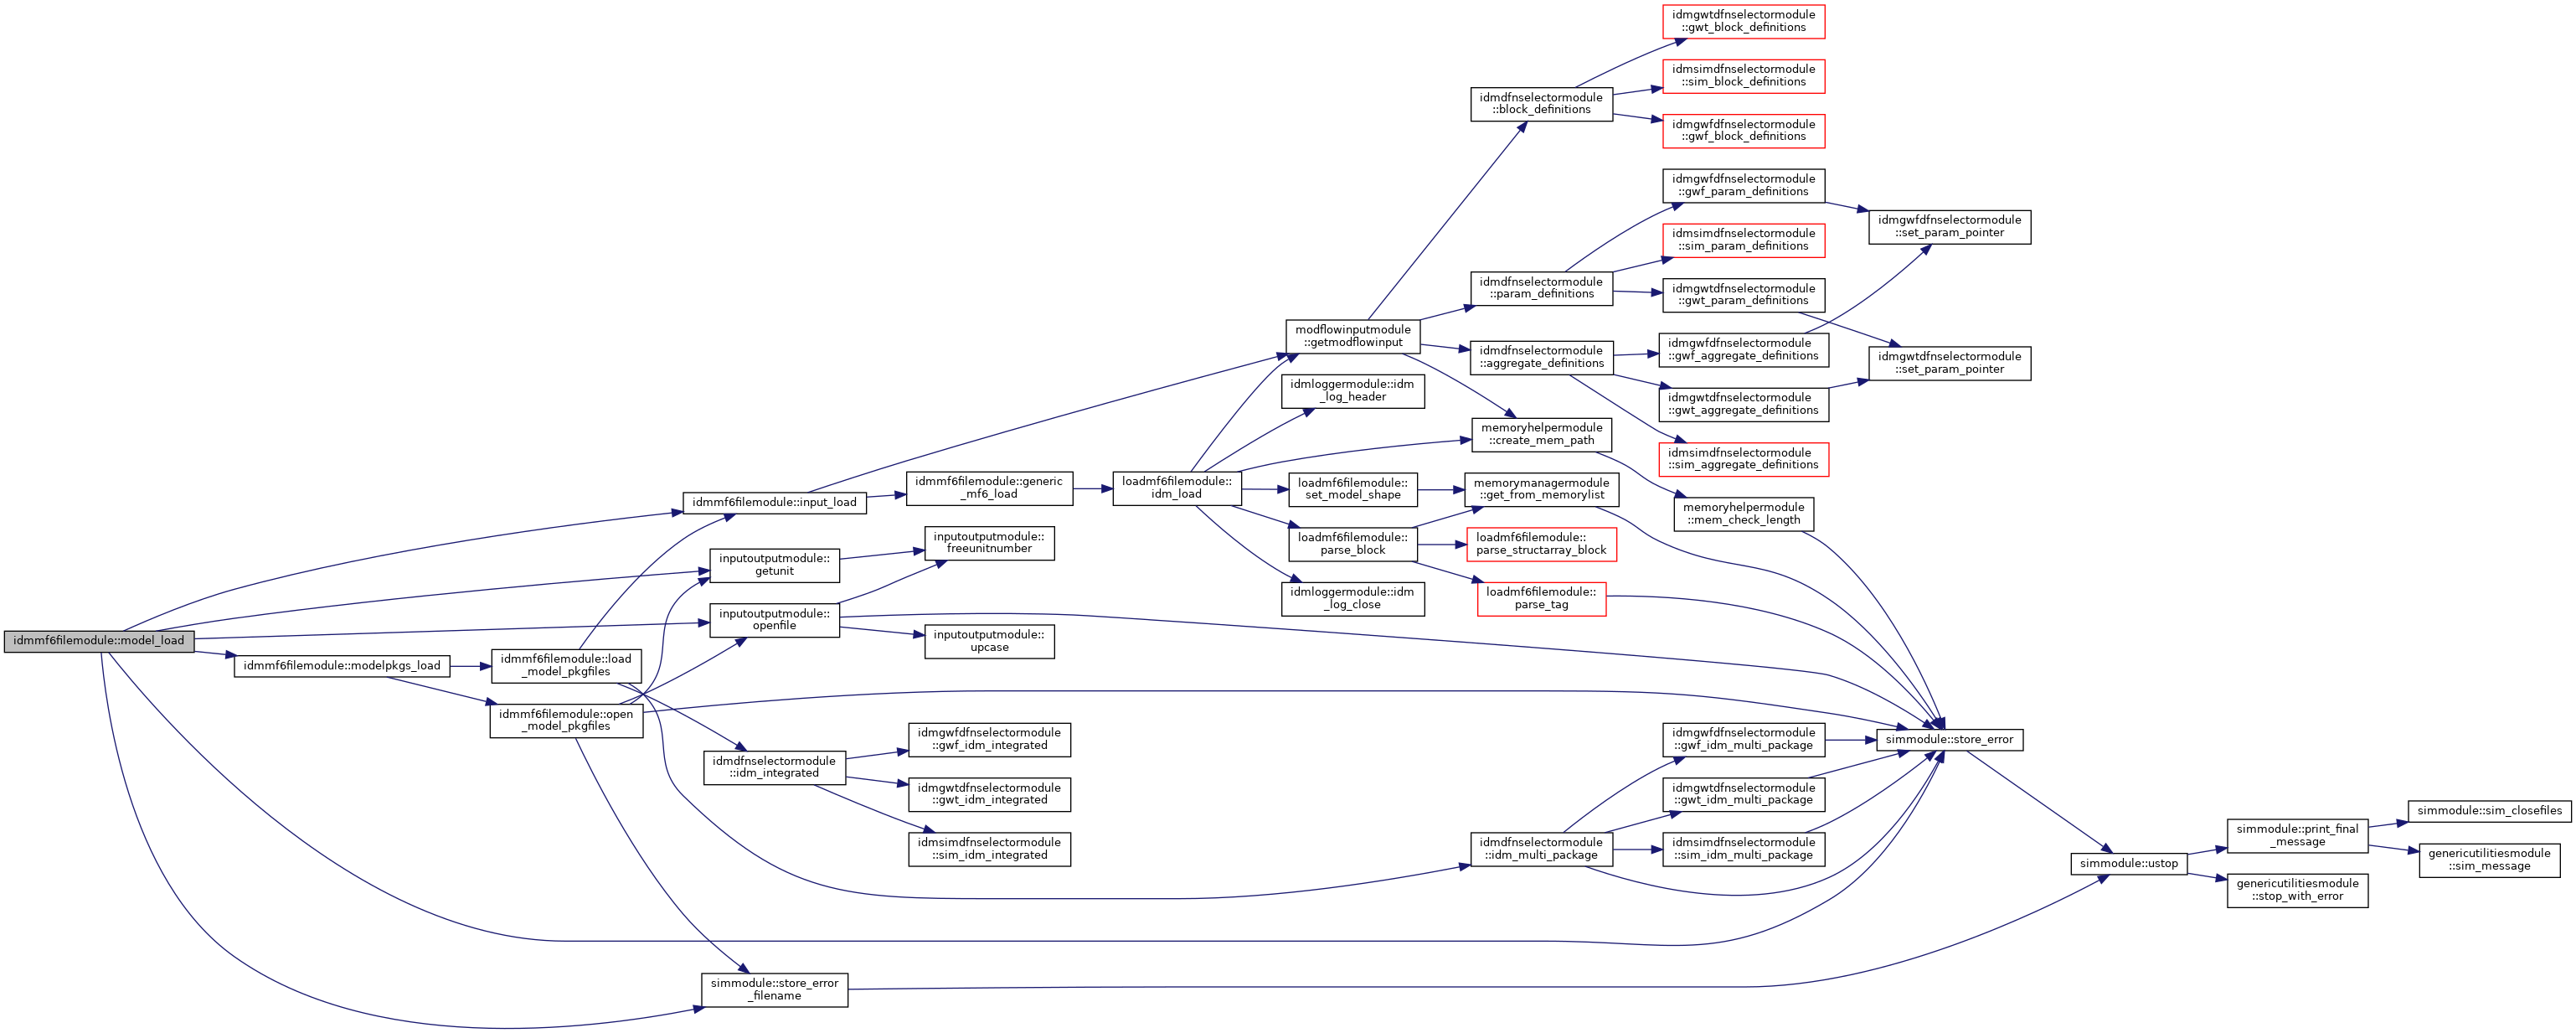 idmmf6filemodule::model_load
idmmf6filemodule::modelpkgs_load
idmmf6filemodule::load
_model_pkgfiles
idmmf6filemodule::open
_model_pkgfiles
idmmf6filemodule::input_load
inputoutputmodule::
getunit
inputoutputmodule::
openfile
idmdfnselectormodule
::idm_integrated
simmodule::store_error
_filename
idmmf6filemodule::generic
_mf6_load
inputoutputmodule::
freeunitnumber
inputoutputmodule::
upcase
idmgwfdfnselectormodule
::gwf_idm_integrated
idmgwtdfnselectormodule
::gwt_idm_integrated
idmsimdfnselectormodule
::sim_idm_integrated
loadmf6filemodule::
idm_load
modflowinputmodule
::getmodflowinput
idmloggermodule::idm
_log_header
loadmf6filemodule::
set_model_shape
loadmf6filemodule::
parse_block
idmloggermodule::idm
_log_close
idmdfnselectormodule
::block_definitions
idmdfnselectormodule
::param_definitions
idmdfnselectormodule
::aggregate_definitions
memoryhelpermodule
::create_mem_path
memorymanagermodule
::get_from_memorylist
loadmf6filemodule::
parse_structarray_block
loadmf6filemodule::
parse_tag
idmdfnselectormodule
::idm_multi_package
idmgwtdfnselectormodule
::gwt_block_definitions
idmsimdfnselectormodule
::sim_block_definitions
idmgwfdfnselectormodule
::gwf_block_definitions
idmgwfdfnselectormodule
::gwf_param_definitions
idmsimdfnselectormodule
::sim_param_definitions
idmgwtdfnselectormodule
::gwt_param_definitions
idmgwfdfnselectormodule
::gwf_aggregate_definitions
idmgwtdfnselectormodule
::gwt_aggregate_definitions
idmsimdfnselectormodule
::sim_aggregate_definitions
memoryhelpermodule
::mem_check_length
idmgwfdfnselectormodule
::gwf_idm_multi_package
idmgwtdfnselectormodule
::gwt_idm_multi_package
idmsimdfnselectormodule
::sim_idm_multi_package
idmgwfdfnselectormodule
::set_param_pointer
idmgwtdfnselectormodule
::set_param_pointer
simmodule::store_error
simmodule::ustop
simmodule::print_final
_message
genericutilitiesmodule
::stop_with_error
simmodule::sim_closefiles
genericutilitiesmodule
::sim_message